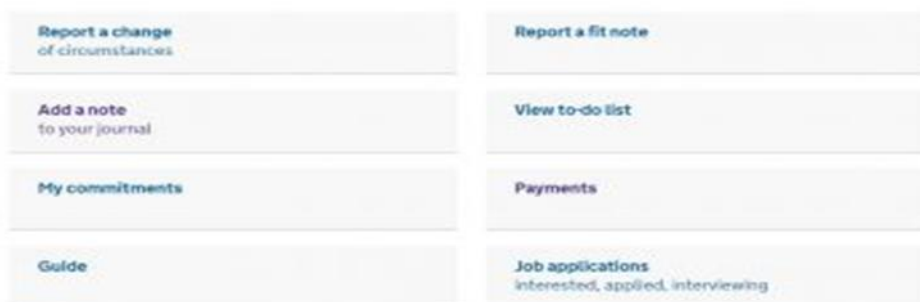 Report a change
of circumstances
Report a fit note
Add a note
to your journal
View to-do list
My commitments
Payments
Guide
Job applications
interested, applied, interviewing